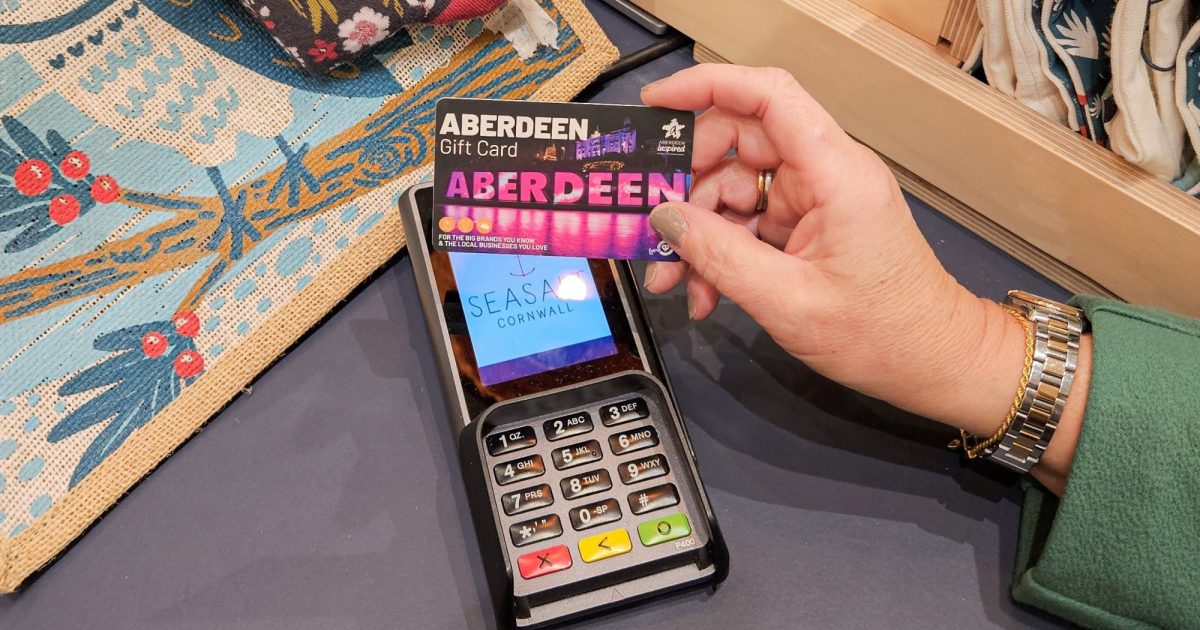 ABERDEEN
Gift Card
ABERDEEN
inspired
ABERDEEN
FOR THE BIG BRANDS YOU KNOW
& THE LOCAL BUSINESSES YOU LOVE
CORNWALL
1 QZ.
2 ABC
3 DEF
4 GHI
5 JKL
6 MNO
7 PRS
8 TUV
9 WXY
*,'"
0 -SP
#
X
<
O
P400